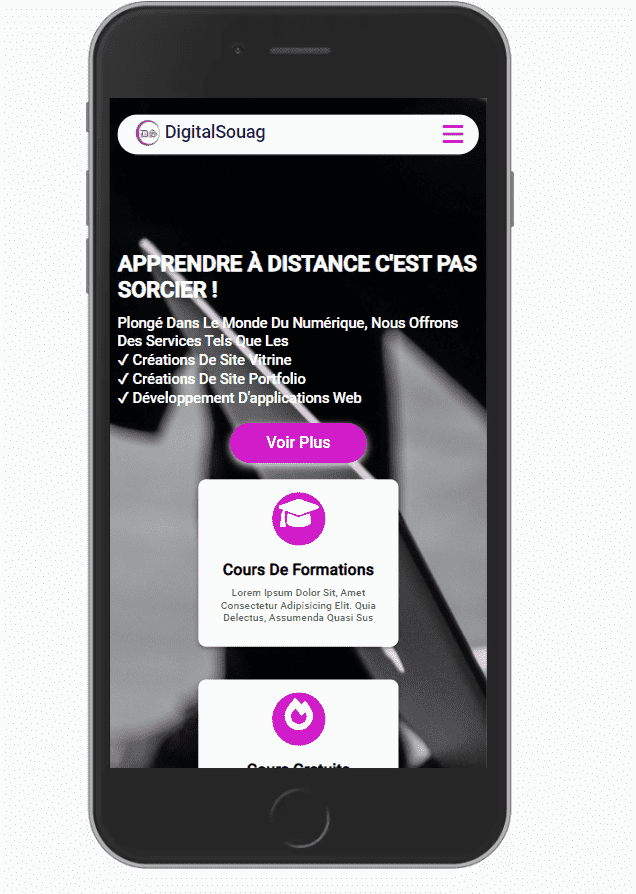 DigitalSouag
APPRENDRE À DISTANCE C'EST PAS
SORCIER !
Plongé Dans Le Monde Du Numérique, Nous Offrons
Des Services Tels Que Les
✓ Créations De Site Vitrine
✓ Créations De Site Portfolio
✓ Développement D'applications Web
Voir Plus
Cours De Formations
Lorem Ipsum Dolor Sit, Amet
Consectetur Adipisicing Elit. Quia
Delectus, Assumenda Quasi Sus
Cours Gratuits